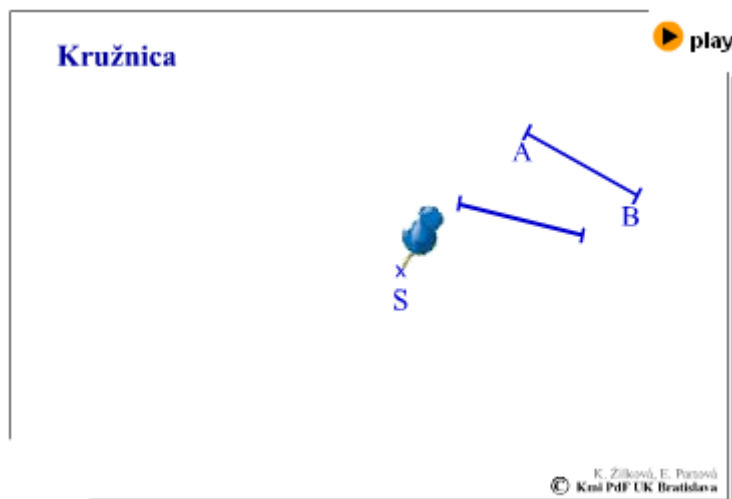 Kružnica
play
A
B
S
K. Žilková, E. Partová
© Kmi PdF UK Bratislava